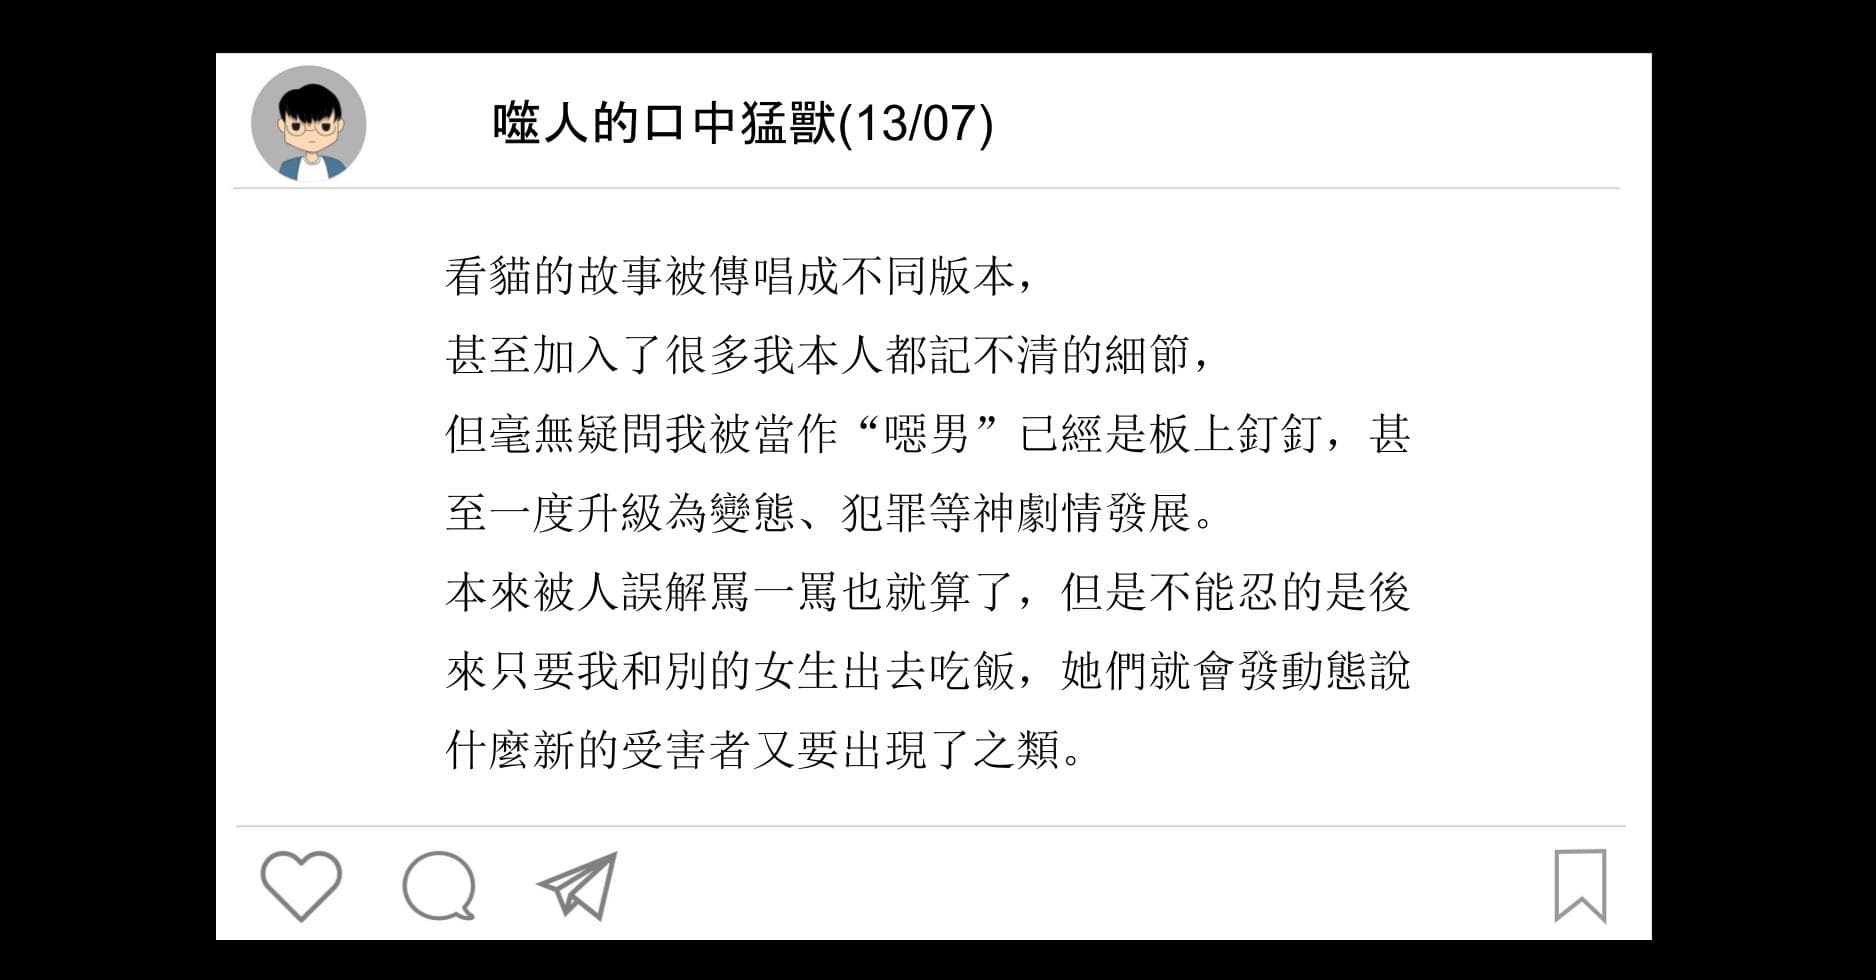 噬人的口中猛獸(13/07)
看貓的故事被傳唱成不同版本，
甚至加入了很多我本人都記不清的細節，
但毫無疑問我被當作“噁男”已經是板上釘釘，甚
至一度升級為變態、犯罪等神劇情發展。
本來被人誤解罵一罵也就算了，但是不能忍的是後
來只要我和別的女生出去吃飯，她們就會發動態說
什麼新的受害者又要出現了之類。